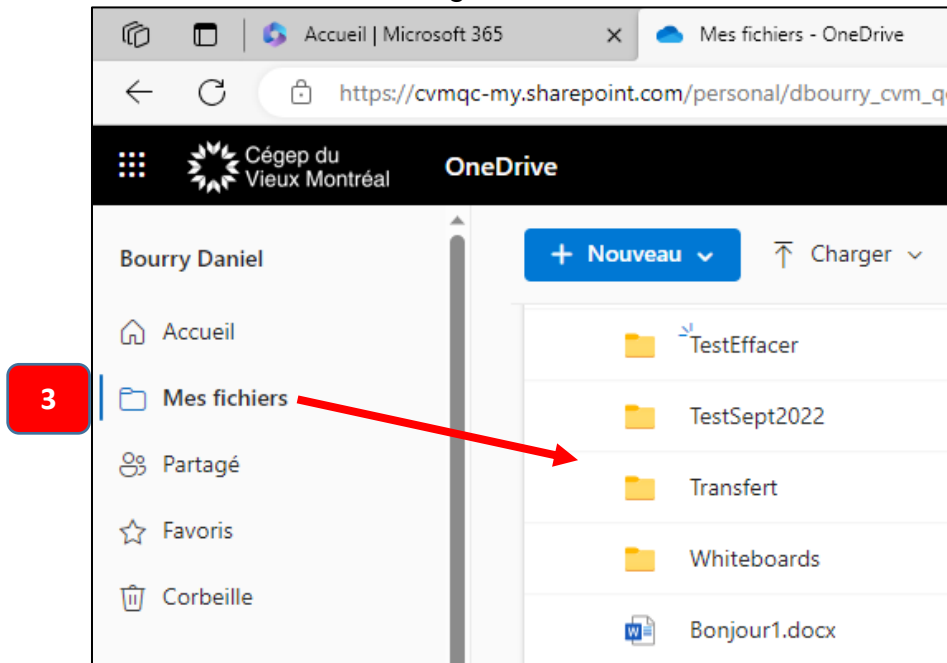 Accueil | Microsoft 365
Mes fichiers - OneDrive
https://cvmqc-my.sharepoint.com/personal/dbourry_cvm_q
Cégep du
Vieux Montréal
OneDrive
Bourry Daniel
+ Nouveau
Charger
Accueil
3
Mes fichiers
Partagé
Favoris
Corbeille
TestEffacer
TestSept2022
Transfert
Whiteboards
Bonjour1.docx